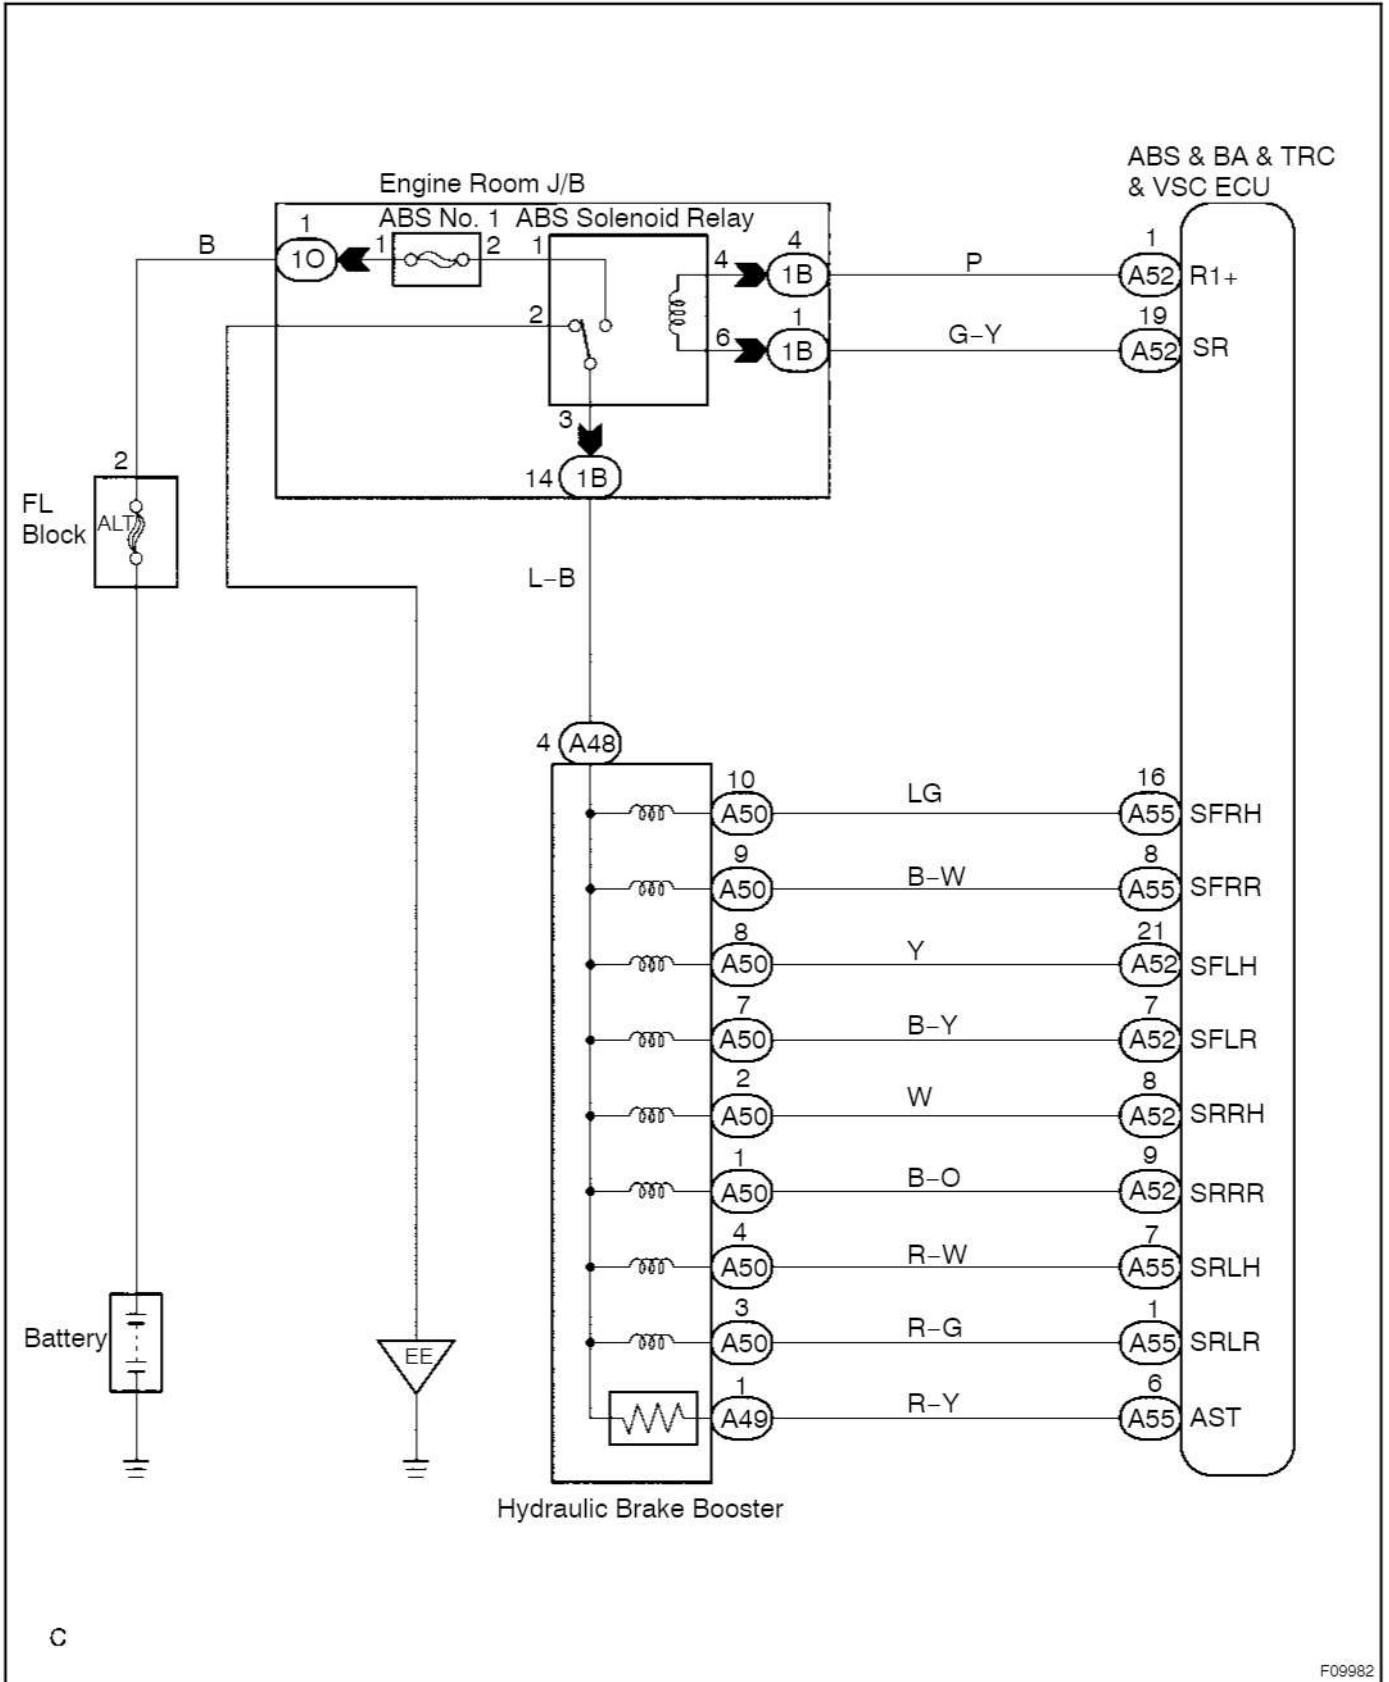 ABS & BA & TRC
& VSC ECU
Engine Room J/B
ABS No. 1 ABS Solenoid Relay
B
1
1O
1
2
1
4
4
1B
P
1
A52
R1+
2
6
1
1B
G–Y
19
A52
SR
3
14
1B
2
FL
Block
ALT
L–B
4
A48
10
A50
LG
16
A55
SFRH
9
A50
B–W
8
A55
SFRR
8
A50
Y
21
A52
SFLH
7
A50
B–Y
7
A52
SFLR
2
A50
W
8
A52
SRRH
1
A50
B–O
9
A52
SRRR
4
A50
R–W
7
A55
SRLH
3
A50
R–G
1
A55
SRLR
1
A49
R–Y
6
A55
AST
Battery
EE
Hydraulic Brake Booster
C
F09982